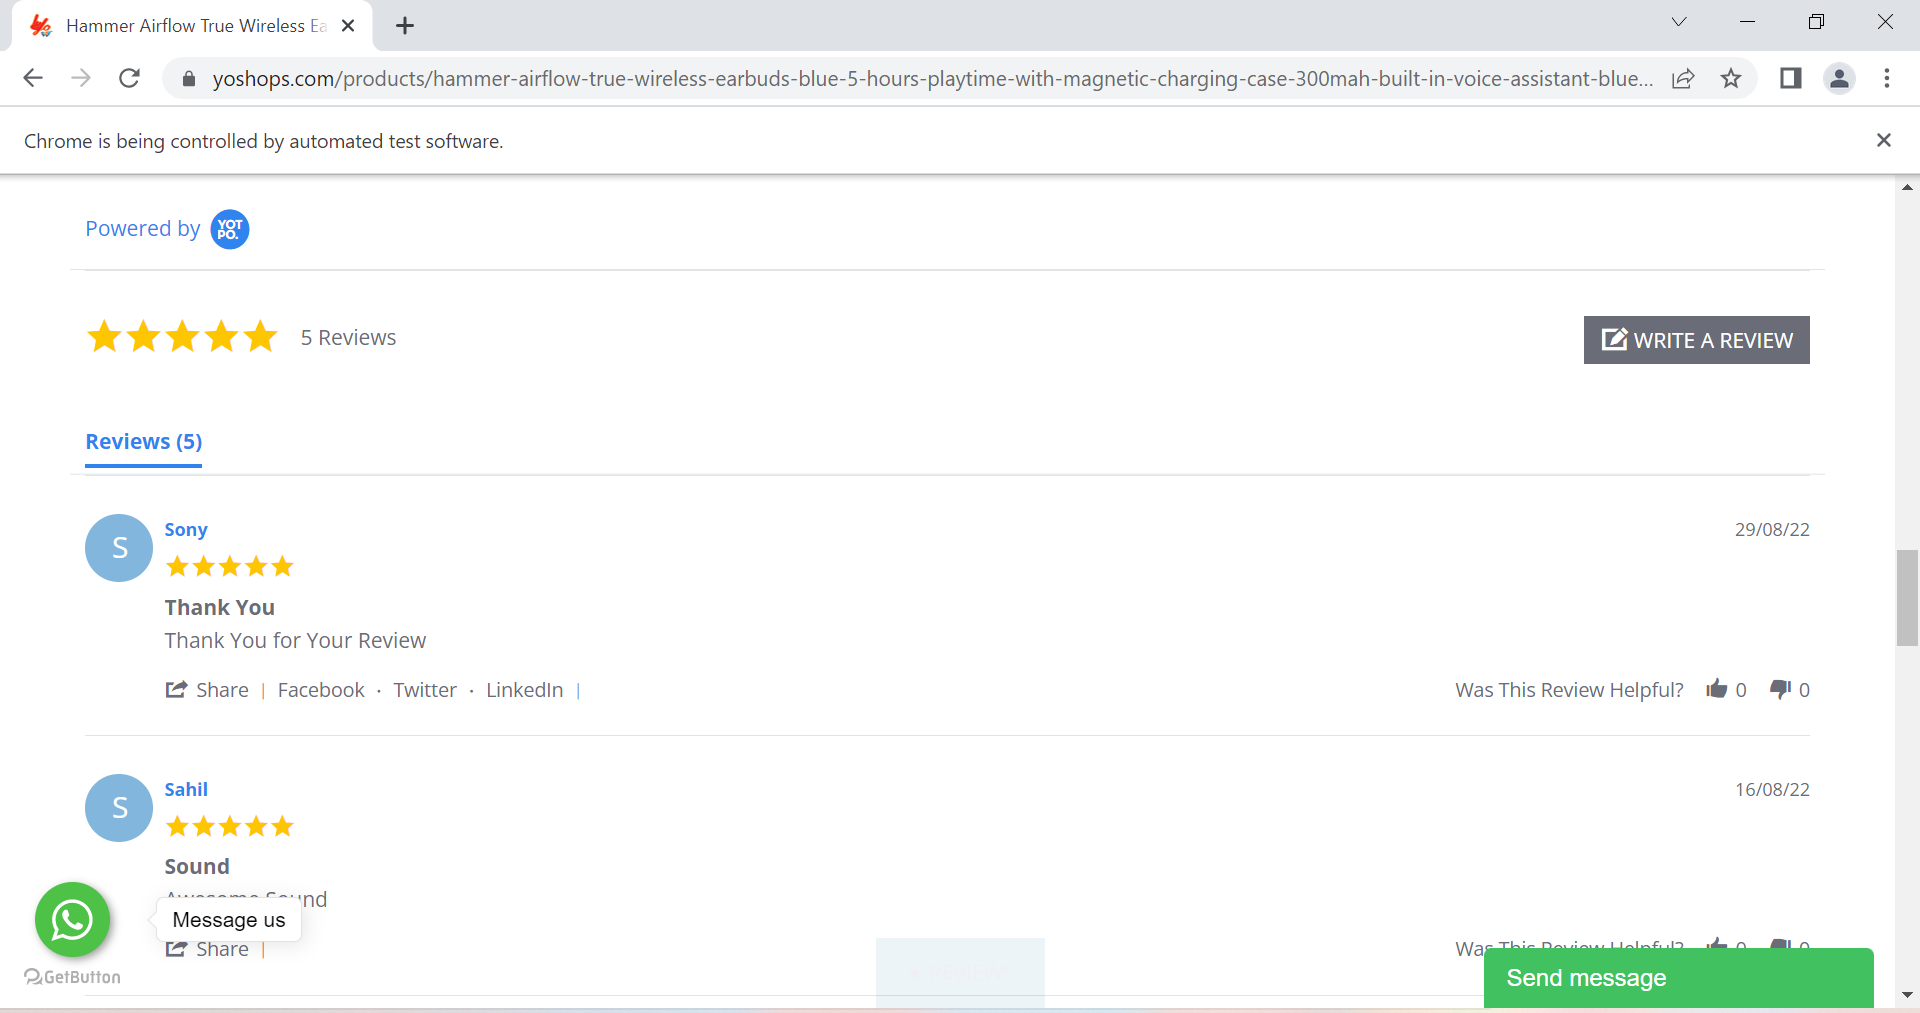 Hammer Airflow True Wireless Ea
yoshops.com/products/hammer-airflow-true-wireless-earbuds-blue-5-hours-playtime-with-magnetic-charging-case-300mah-built-in-voice-assistant-blue...
Chrome is being controlled by automated test software.
Powered by YOTPO.
5 Reviews
WRITE A REVIEW
Reviews (5)
S Sony 29/08/22
Thank You
Thank You for Your Review
Share | Facebook · Twitter · LinkedIn | Was This Review Helpful? 0 0
S Sahil 16/08/22
Sound
Awesome Sound
Message us
Share | Was This Review Helpful? 0 0
GetButton
Send message